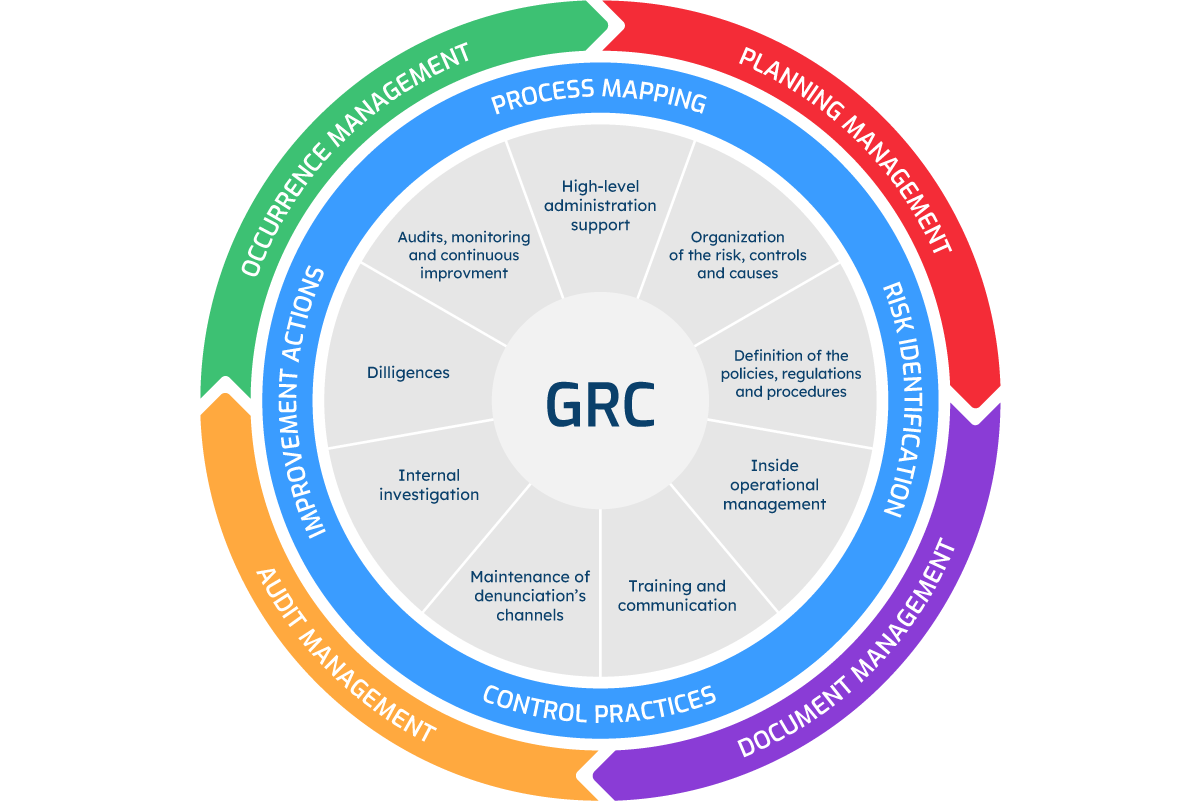 OCCURRENCE MANAGEMENT
PLANNING MANAGEMENT
DOCUMENT MANAGEMENT
AUDIT MANAGEMENT
PROCESS MAPPING
RISK IDENTIFICATION
CONTROL PRACTICES
IMPROVEMENT ACTIONS
High-level
administration
support
Organization
of the risk, controls
and causes
Definition of the
policies, regulations
and procedures
Inside
operational
management
Training and
communication
Maintenance of
denunciation’s
channels
Internal
investigation
Dilligences
Audits, monitoring
and continuous
improvment
GRC